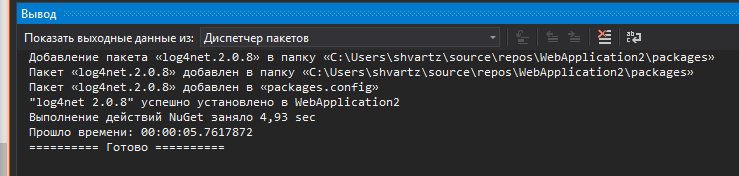 Вывод
Показать выходные данные из: Диспетчер пакетов
Добавление пакета «log4net.2.0.8» в папку «C:\Users\shvartz\source\repos\WebApplication2\packages»
Пакет «log4net.2.0.8» добавлен в папку «C:\Users\shvartz\source\repos\WebApplication2\packages»
Пакет «log4net.2.0.8» добавлен в «packages.config»
"log4net 2.0.8" успешно установлено в WebApplication2
Выполнение действий NuGet заняло 4,93 sec
Прошло времени: 00:00:05.7617872
========== Готово ==========